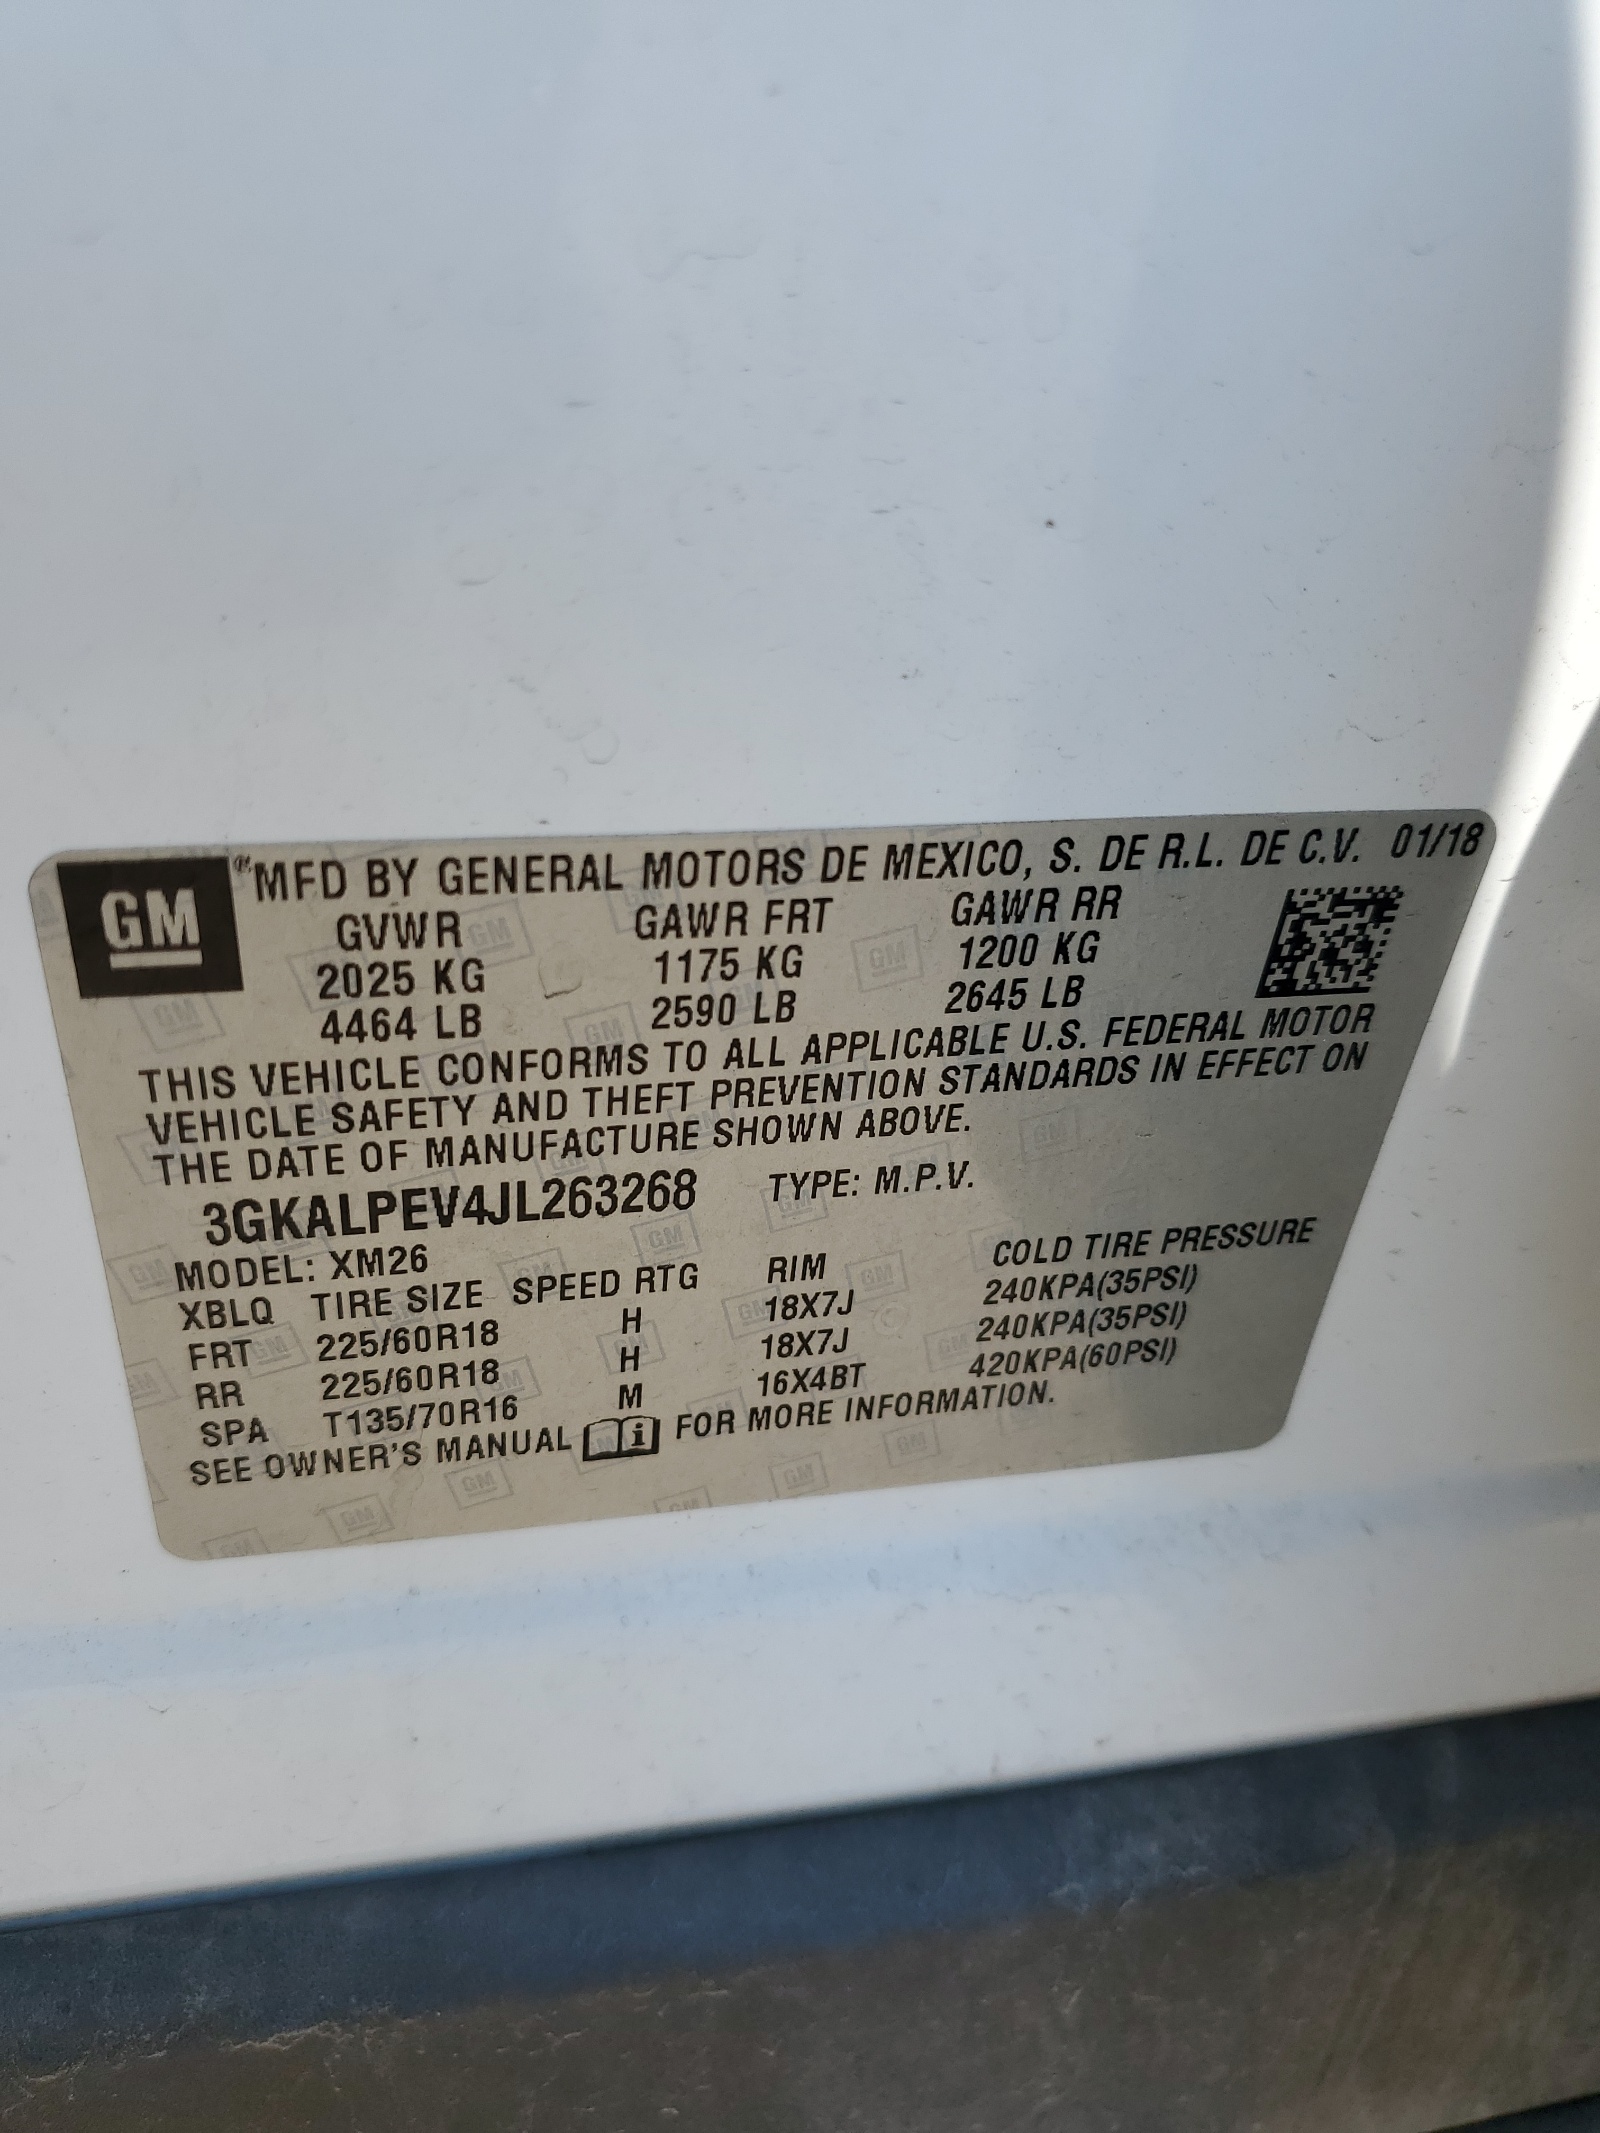 GM MFD BY GENERAL MOTORS DE MEXICO, S. DE R.L. DE C.V. 01/18
GVWR GAWR FRT GAWR RR
2025 KG 1175 KG 1200 KG
4464 LB 2590 LB 2645 LB
THIS VEHICLE CONFORMS TO ALL APPLICABLE U.S. FEDERAL MOTOR
VEHICLE SAFETY AND THEFT PREVENTION STANDARDS IN EFFECT ON
THE DATE OF MANUFACTURE SHOWN ABOVE.
3GKALPEV4JL263268 TYPE: M.P.V.
MODEL: XM26
XBLQ TIRE SIZE SPEED RTG RIM COLD TIRE PRESSURE
FRT 225/60R18 H 18X7J 240KPA(35PSI)
RR 225/60R18 H 18X7J 240KPA(35PSI)
SPA T135/70R16 M 16X4BT 420KPA(60PSI)
SEE OWNER'S MANUAL i FOR MORE INFORMATION.